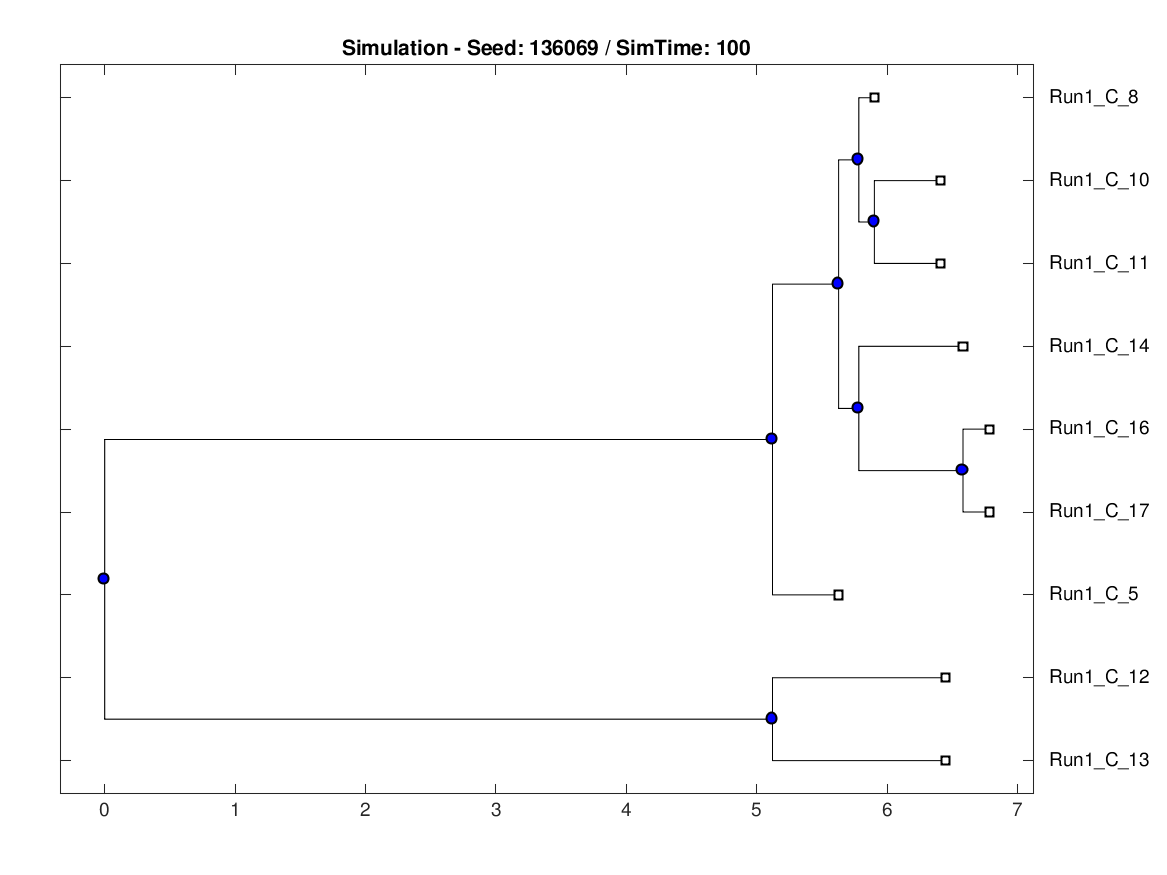 Simulation - Seed: 136069 / SimTime: 100
Run1_C_8
Run1_C_10
Run1_C_11
Run1_C_14
Run1_C_16
Run1_C_17
Run1_C_5
Run1_C_12
Run1_C_13
0 1 2 3 4 5 6 7